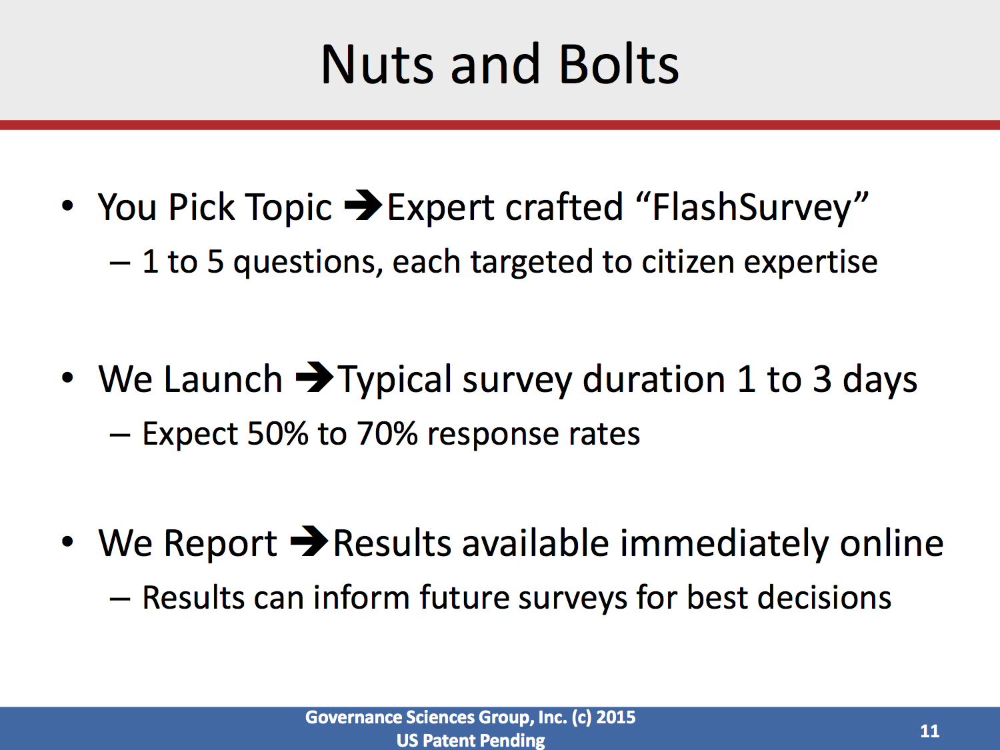 Nuts and Bolts
• You Pick Topic 🡺Expert crafted “FlashSurvey”
– 1 to 5 questions, each targeted to citizen expertise
• We Launch 🡺Typical survey duration 1 to 3 days
– Expect 50% to 70% response rates
• We Report 🡺Results available immediately online
– Results can inform future surveys for best decisions
Governance Sciences Group, Inc. (c) 2015
US Patent Pending
11